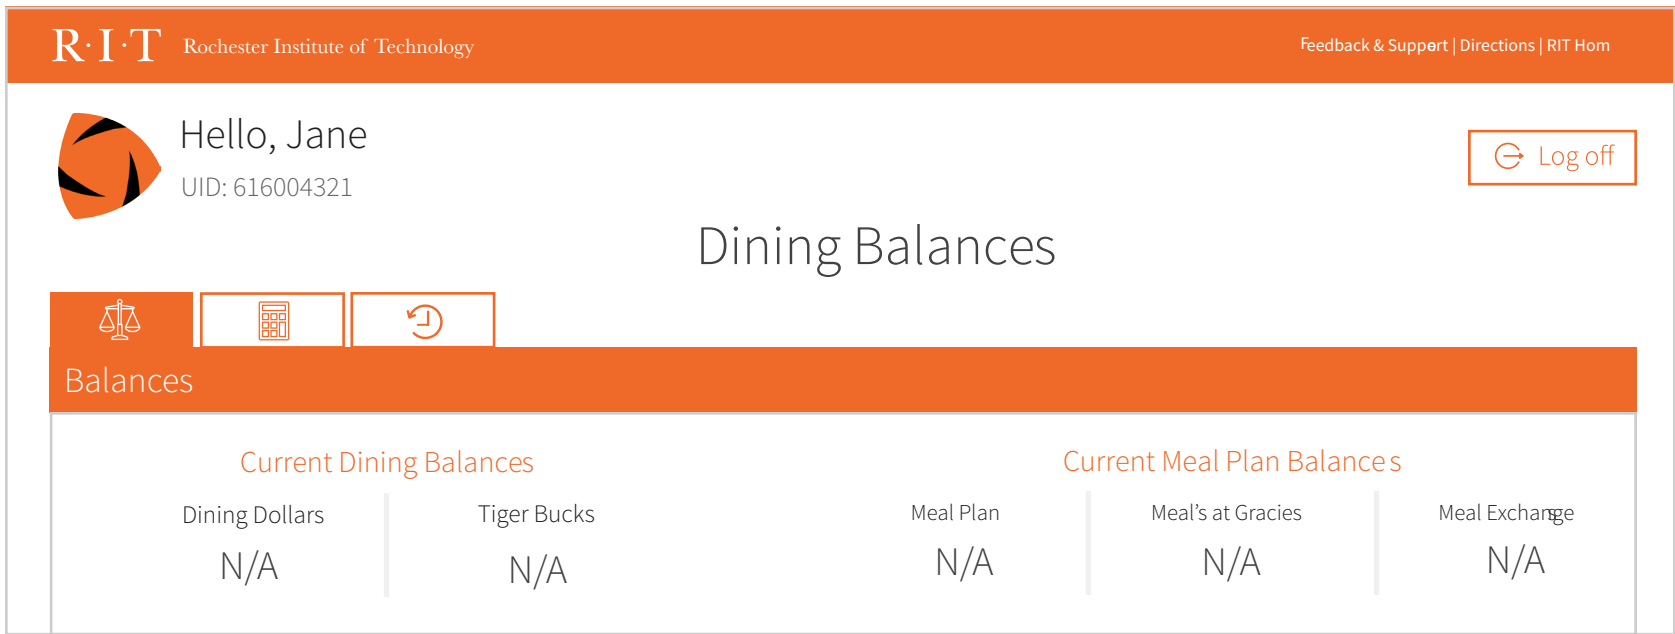 R·I·T Rochester Institute of Technology
Feedback & Support | Directions | RIT Hom
Hello, Jane
UID: 616004321
Log off
Dining Balances
Balances
Current Dining Balances
Current Meal Plan Balances
Dining Dollars
Tiger Bucks
Meal Plan
Meal's at Gracies
Meal Exchange
N/A
N/A
N/A
N/A
N/A